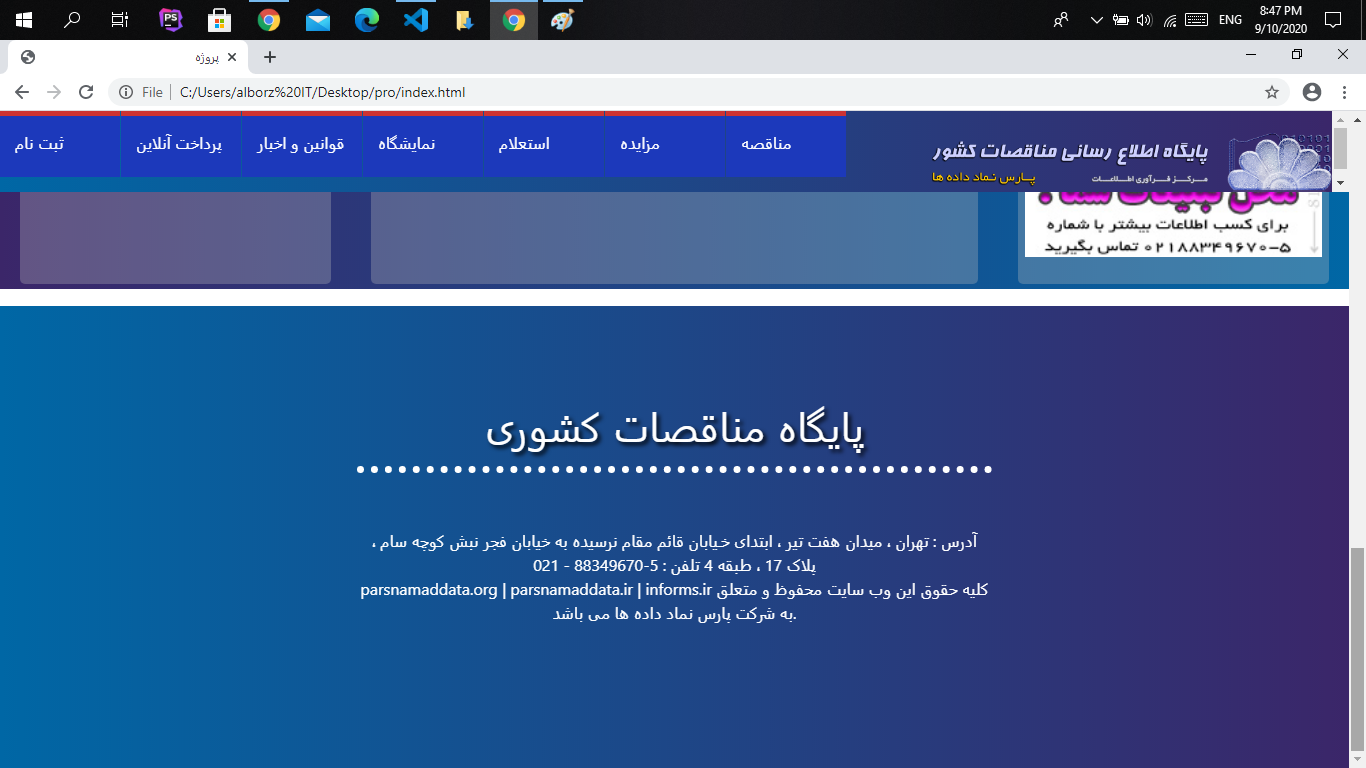 ENG
8:47 PM
9/10/2020
پروژه
File
C:/Users/alborz%20IT/Desktop/pro/index.html
پایگاه اطلاع رسانی مناقصات کشور
مرکز فرآوری اطلاعات
پارس نماد داده ها
مناقصه
مزایده
استعلام
نمایشگاه
قوانین و اخبار
پرداخت آنلاین
ثبت نام
برای کسب اطلاعات بیشتر با شماره
۰۲۱۸۸۳۴۹۶۷۰-۵ تماس بگیرید
پایگاه مناقصات کشوری
آدرس : تهران ، میدان هفت تیر ، ابتدای خیابان قائم مقام نرسیده به خیابان فجر نبش کوچه سام ،
پلاک 17 ، طبقه 4 تلفن : 5-88349670 - 021
parsnamaddata.org | parsnamaddata.ir | informs.ir کلیه حقوق این وب سایت محفوظ و متعلق
.به شرکت پارس نماد داده ها می باشد